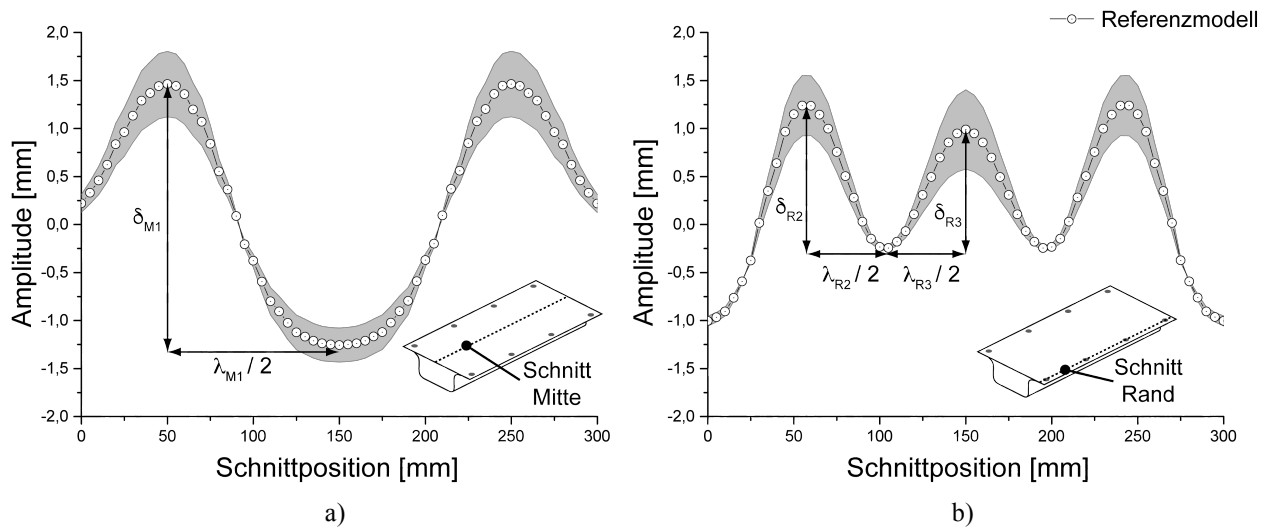 Referenzmodell
2,0
1,5
1,0
0,5
0,0
-0,5
-1,0
-1,5
-2,0
Amplitude [mm]
δM1
λM1 / 2
Schnitt
Mitte
0 50 100 150 200 250 300
Schnittposition [mm]
a)
2,0
1,5
1,0
0,5
0,0
-0,5
-1,0
-1,5
-2,0
Amplitude [mm]
δR2
δR3
λR2 / 2 λR3 / 2
Schnitt
Rand
0 50 100 150 200 250 300
Schnittposition [mm]
b)